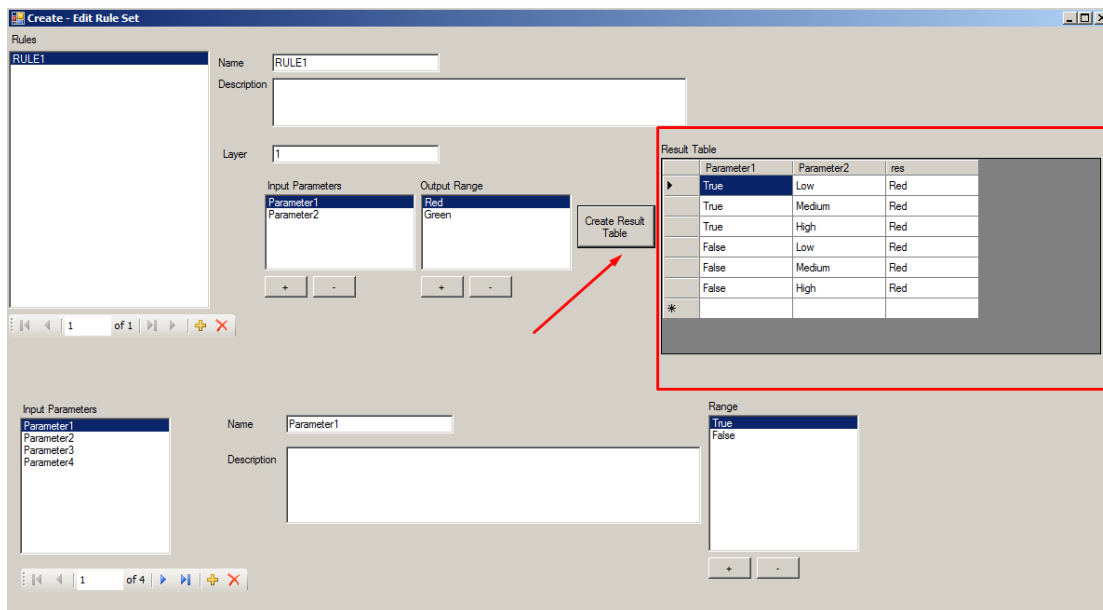 Create - Edit Rule Set
Rules
RULE1
Name RULE1
Description
Layer 1
Input Parameters
Parameter1
Parameter2
+ -
Output Range
Red
Green
+ -
Create Result
Table
Result Table
Parameter1 Parameter2 res
True Low Red
True Medium Red
True High Red
False Low Red
False Medium Red
False High Red
1 of 1
Input Parameters
Parameter1
Parameter2
Parameter3
Parameter4
Name Parameter1
Description
Range
True
False
+ -
1 of 4